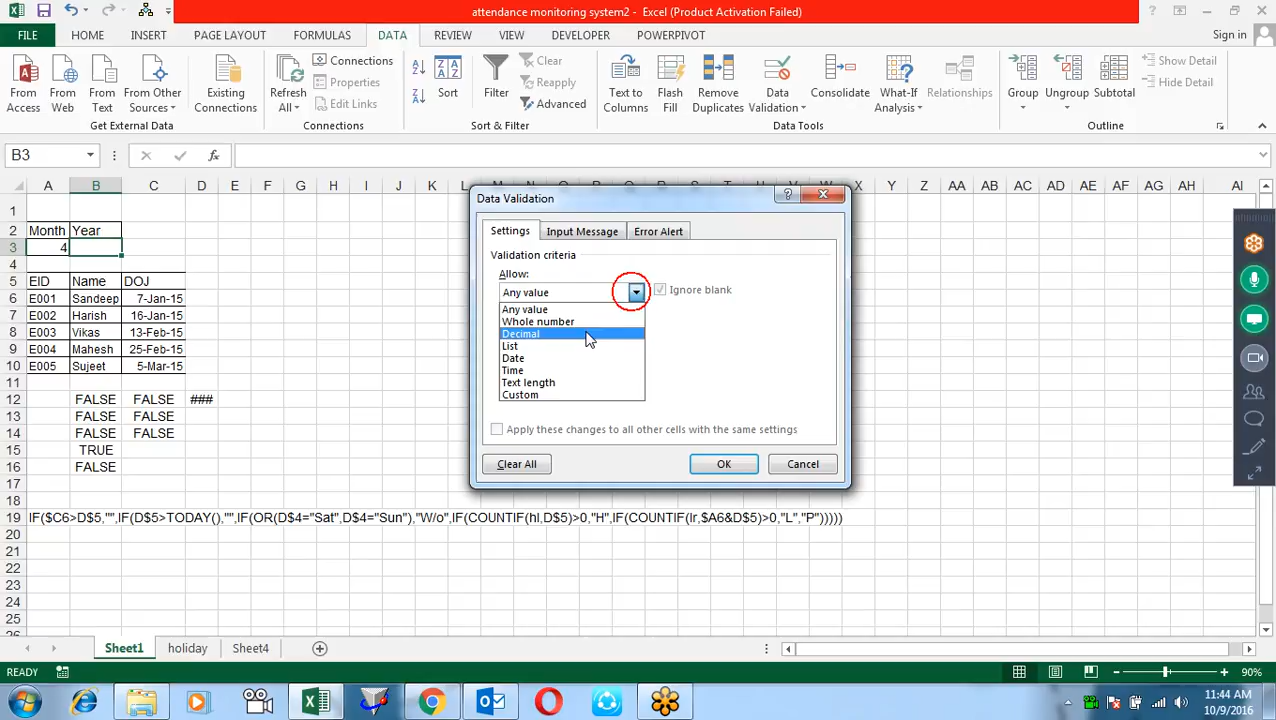 attendance monitoring system2 - Excel (Product Activation Failed)
FILE HOME INSERT PAGE LAYOUT FORMULAS DATA REVIEW VIEW DEVELOPER POWERPIVOT Sign in
From Access
From Web
From Text
From Other Sources
Existing Connections
Get External Data
Refresh All
Connections
Properties
Edit Links
Connections
Sort
Filter
Clear
Reapply
Advanced
Sort & Filter
Text to Columns
Flash Fill
Remove Duplicates
Data Validation
Consolidate
What-If Analysis
Relationships
Data Tools
Group
Ungroup
Subtotal
Show Detail
Hide Detail
Outline
B3 fx
A B C D E F G H I J K L Y Z AA AB AC AD AE AF AG AH AI
1
2 Month Year
3 4
4
5 EID Name DOJ
6 E001 Sandeep 7-Jan-15
7 E002 Harish 16-Jan-15
8 E003 Vikas 13-Feb-15
9 E004 Mahesh 25-Feb-15
10 E005 Sujeet 5-Mar-15
11
12 FALSE FALSE ###
13 FALSE FALSE
14 FALSE FALSE
15 TRUE
16 FALSE
17
18
19 IF($C6>D$5,"",IF(D$5>TODAY(),"",IF(OR(D$4="Sat",D$4="Sun"),"W/o",IF(COUNTIF(hl,D$5)>0,"H",IF(COUNTIF(lr,$A6&D$5)>0,"L","P")))))
20
21
22
23
24
25
Data Validation
Settings Input Message Error Alert
Validation criteria
Allow:
Any value Ignore blank
Any value
Whole number
Decimal
List
Date
Time
Text length
Custom
Apply these changes to all other cells with the same settings
Clear All OK Cancel
Sheet1 holiday Sheet4
READY 90%
11:44 AM
10/9/2016